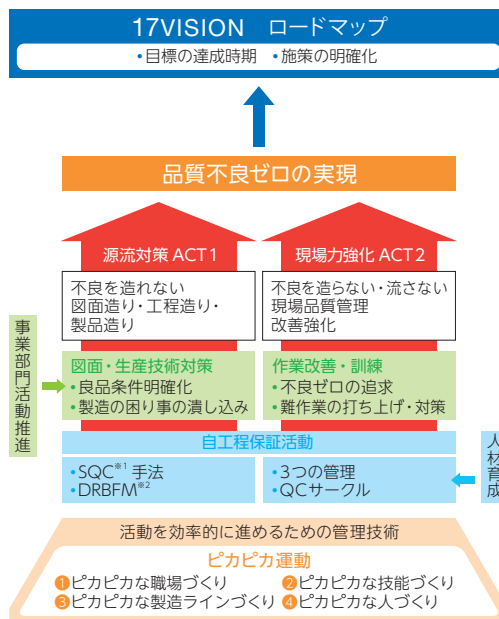 17VISION ロードマップ
•目標の達成時期 •施策の明確化
品質不良ゼロの実現
源流対策 ACT1
不良を造れない
図面造り・工程造り・
製品造り
現場力強化 ACT2
不良を造らない・流さない
現場品質管理
改善強化
事業部門活動推進
図面・生産技術対策
•良品条件明確化
•製造の困り事の潰し込み
作業改善・訓練
•不良ゼロの追求
•難作業の打ち上げ・対策
自工程保証活動
•SQC※1 手法
•DRBFM※2
•3つの管理
•QCサークル
人材育成
活動を効率的に進めるための管理技術
ピカピカ運動
❶ピカピカな職場づくり
❷ピカピカな技能づくり
❸ピカピカな製造ラインづくり
❹ピカピカな人づくり